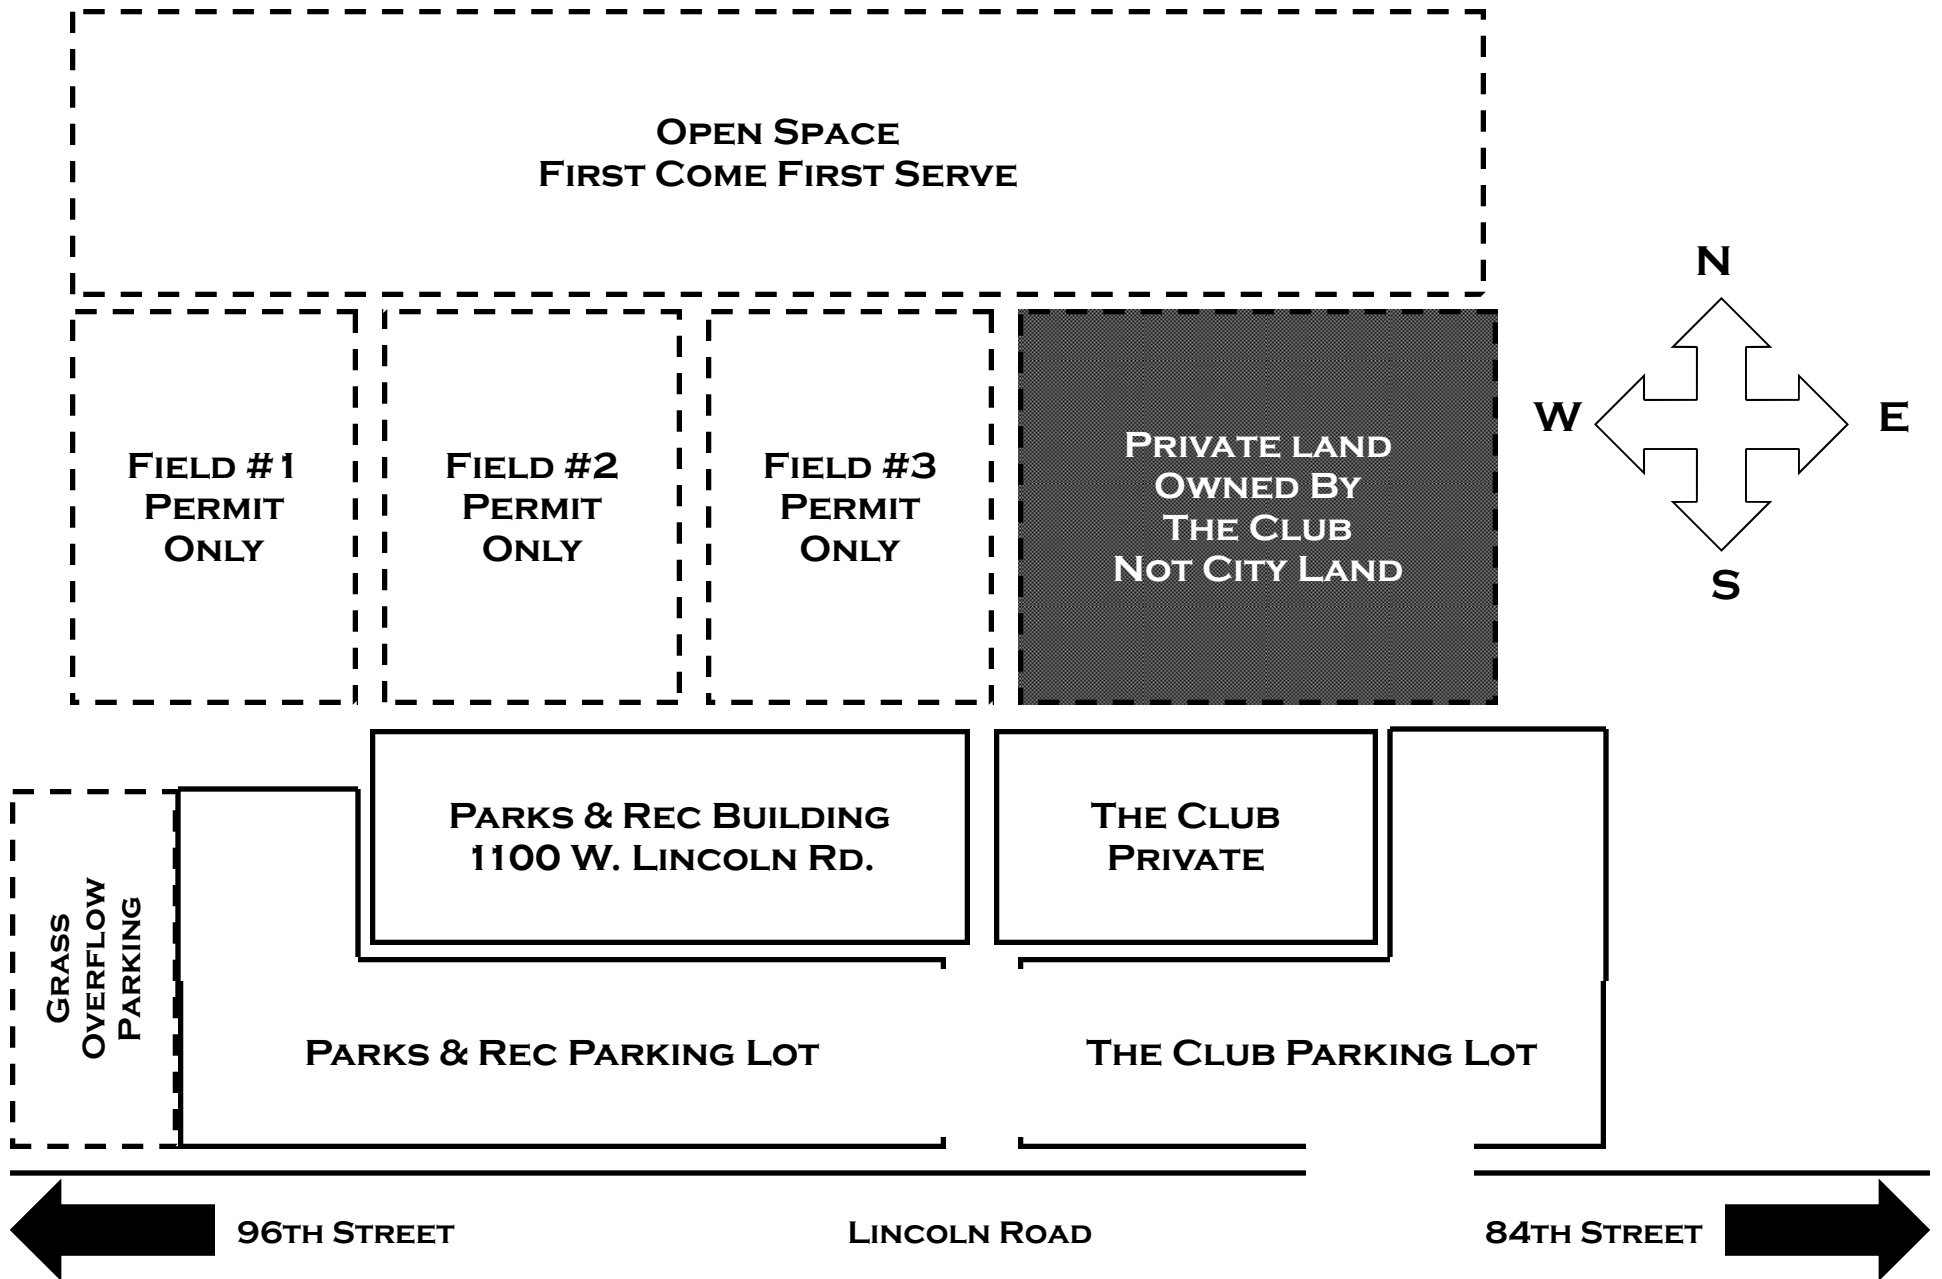 Open Space
First Come First Serve
N
W
E
S
Field #1
Permit
Only
Field #2
Permit
Only
Field #3
Permit
Only
Private land
Owned By
The Club
Not City Land
Parks & Rec Building
1100 W. Lincoln Rd.
The Club
Private
Grass
Overflow
Parking
Parks & Rec Parking Lot
The Club Parking Lot
96th Street
Lincoln Road
84th Street